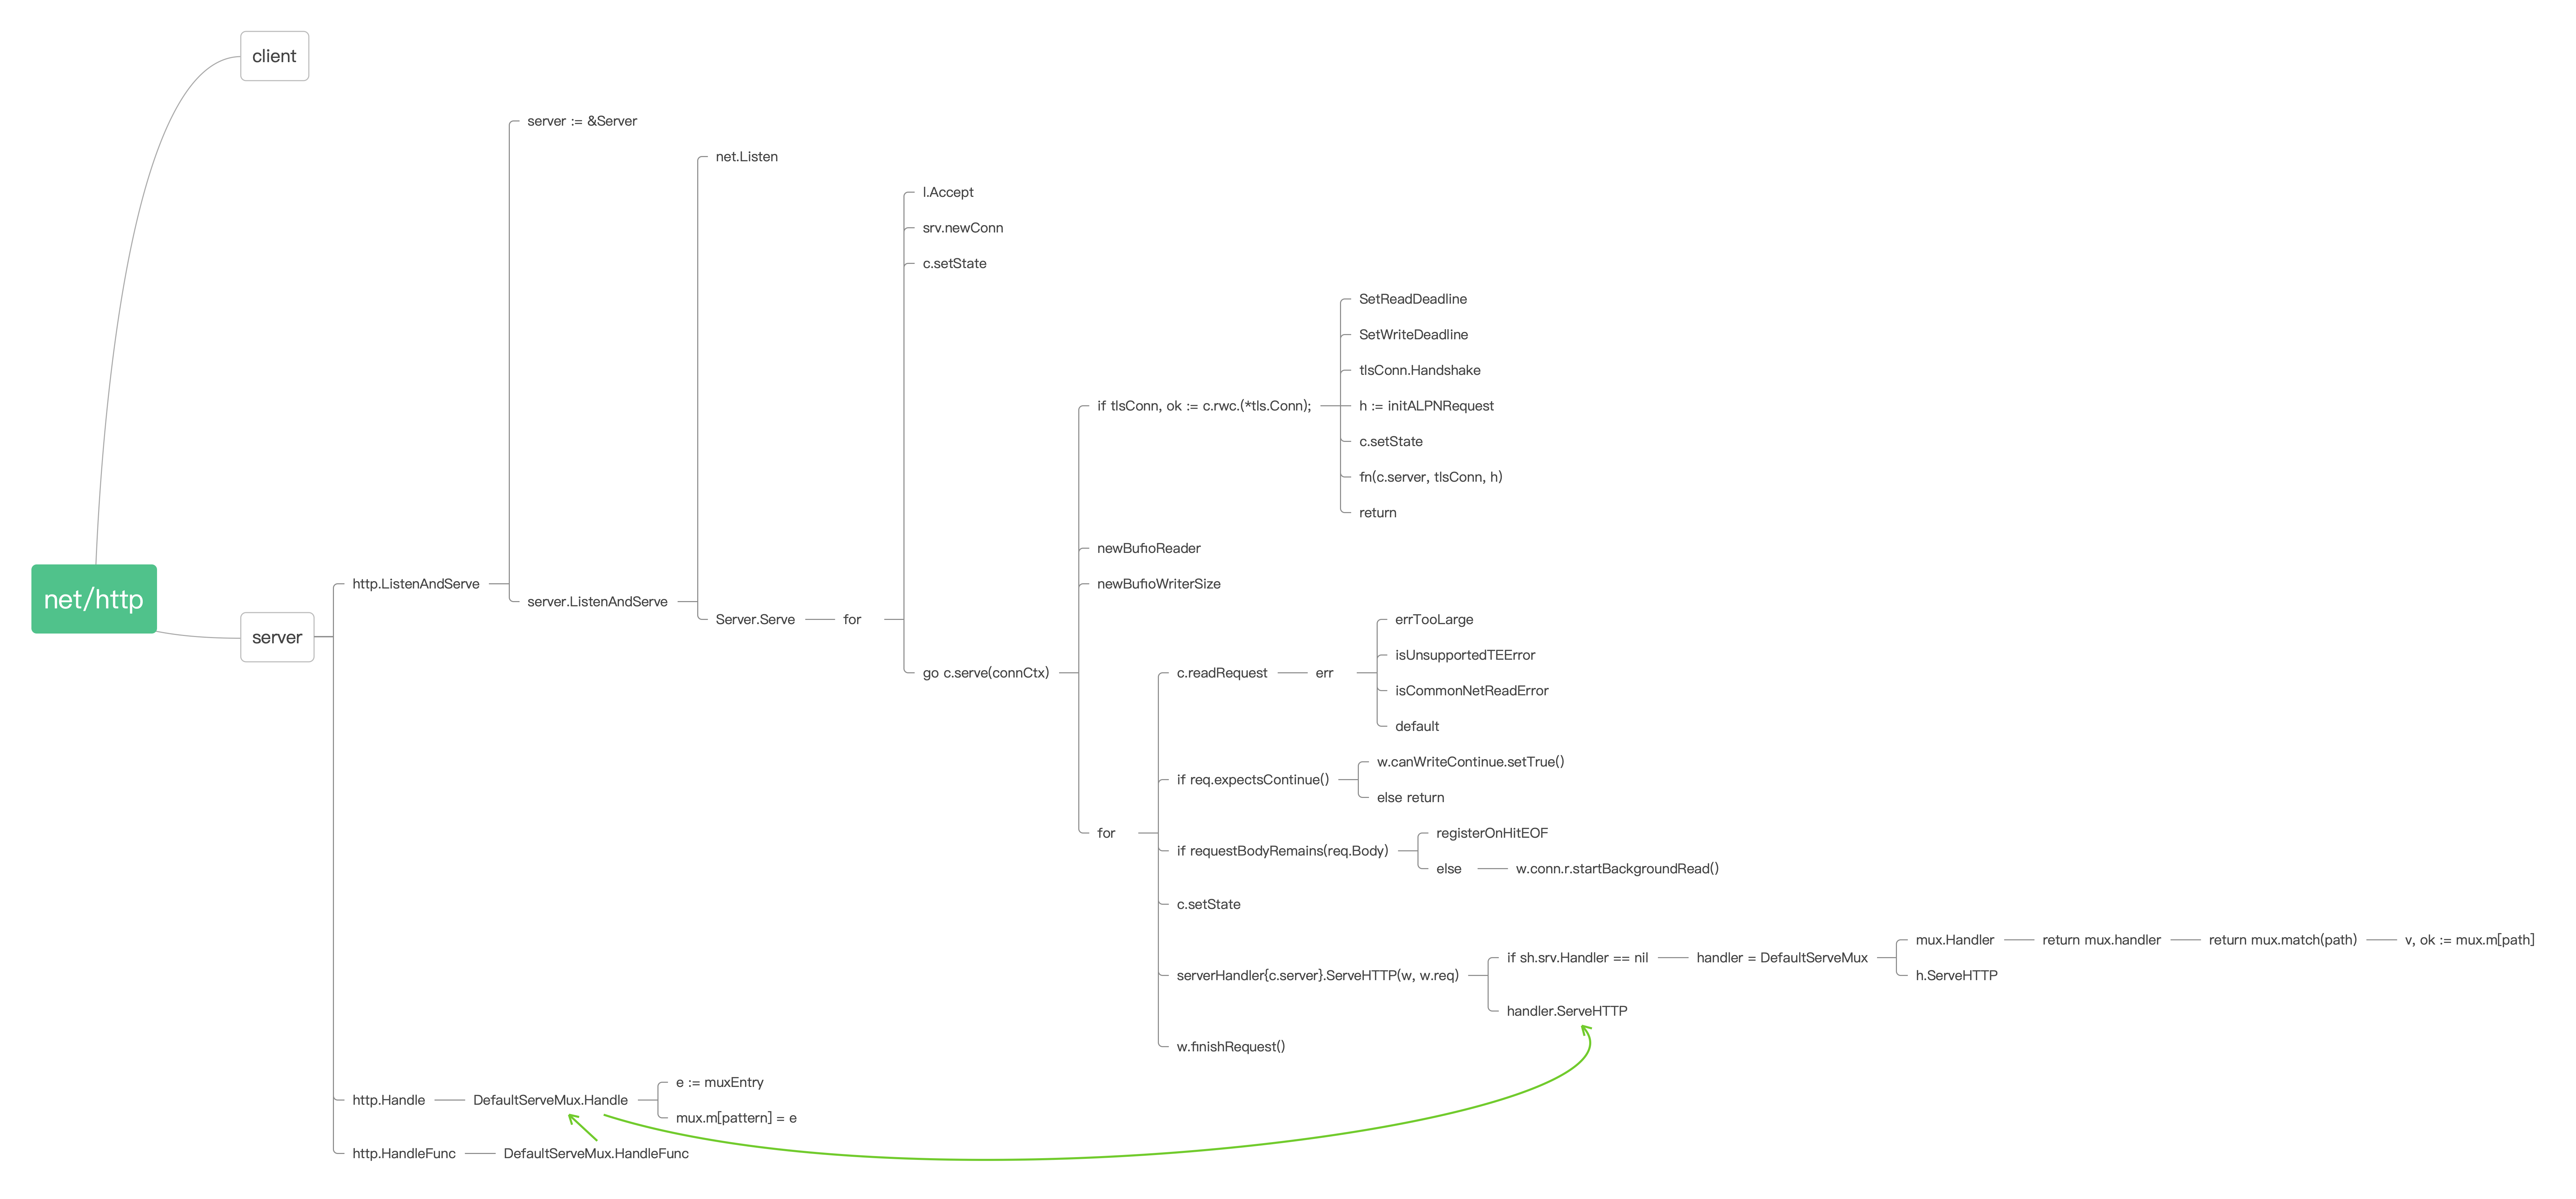 client
server := &Server
net.Listen
l.Accept
srv.newConn
c.setState
SetReadDeadline
SetWriteDeadline
tlsConn.Handshake
if tlsConn, ok := c.rwc.(*tls.Conn);
h := initALPNRequest
c.setState
fn(c.server, tlsConn, h)
return
newBufioReader
http.ListenAndServe
newBufioWriterSize
net/http
server.ListenAndServe
Server.Serve
for
errTooLarge
server
isUnsupportedTEError
go c.serve(connCtx)
c.readRequest
err
isCommonNetReadError
default
w.canWriteContinue.setTrue()
if req.expectsContinue()
else return
for
registerOnHitEOF
if requestBodyRemains(req.Body)
else
w.conn.r.startBackgroundRead()
c.setState
mux.Handler
return mux.handler
return mux.match(path)
v, ok := mux.m[path]
if sh.srv.Handler == nil
handler = DefaultServeMux
serverHandler{c.server}.ServeHTTP(w, w.req)
h.ServeHTTP
handler.ServeHTTP
w.finishRequest()
e := muxEntry
http.Handle
DefaultServeMux.Handle
mux.m[pattern] = e
http.HandleFunc
DefaultServeMux.HandleFunc